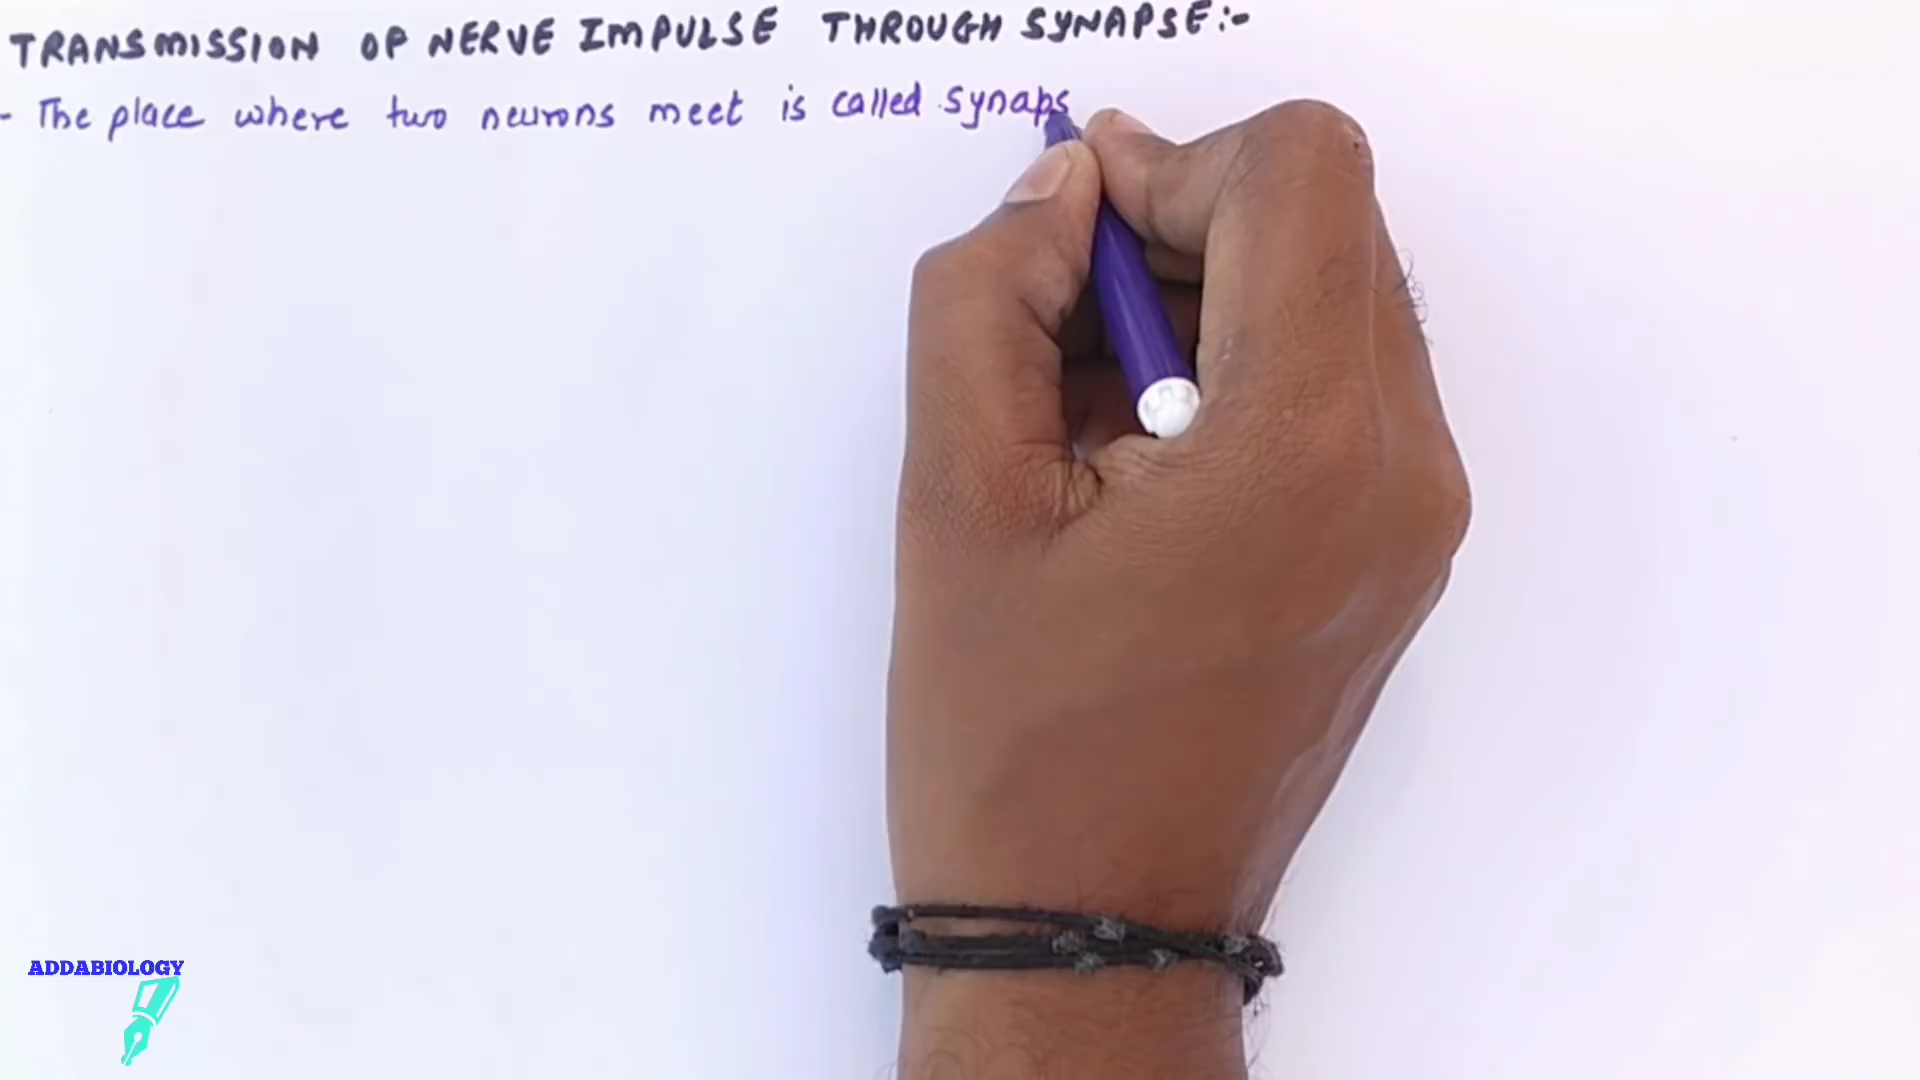 TRANSMISSION OF NERVE IMPULSE THROUGH SYNAPSE:-
- The place where two neurons meet is called synaps
ADDABIOLOGY